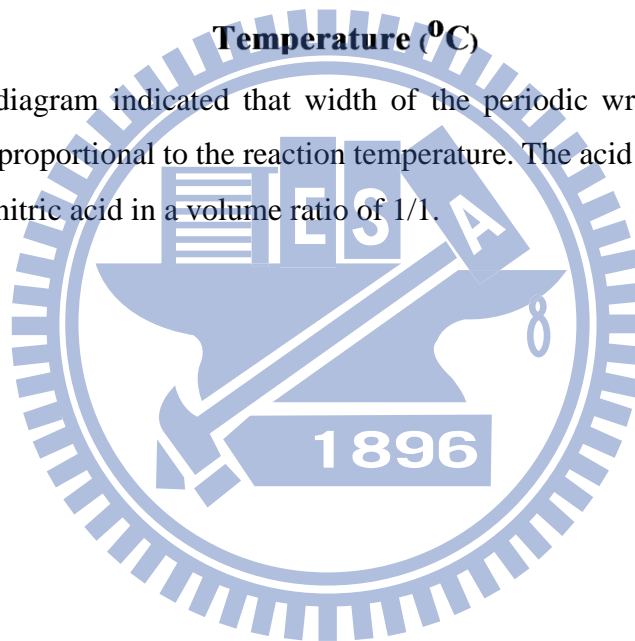 Temperature (⁰C)
diagram indicated that width of the periodic wr
proportional to the reaction temperature. The acid
nitric acid in a volume ratio of 1/1.
E S A
1896